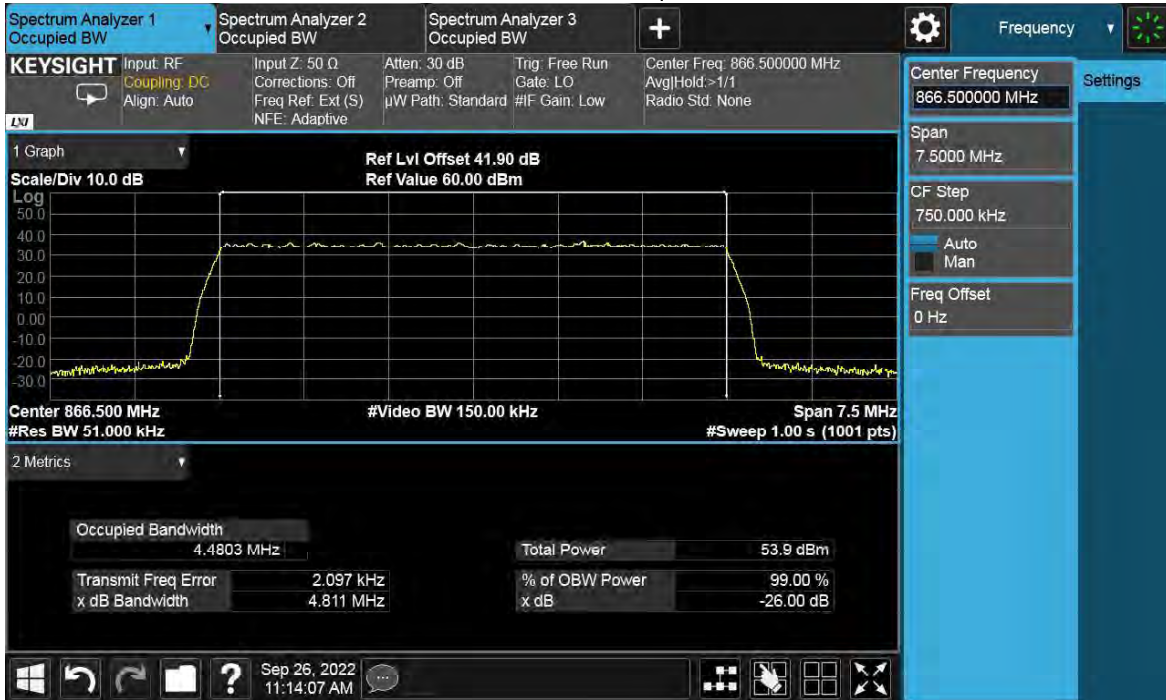 Spectrum Analyzer 1
Occupied BW
Spectrum Analyzer 2
Occupied BW
Spectrum Analyzer 3
Occupied BW
+
Frequency
KEYSIGHT
LXI
Input: RF
Coupling: DC
Align: Auto
Input Z: 50 Ω
Corrections: Off
Freq Ref: Ext (S)
NFE: Adaptive
Atten: 30 dB
Preamp: Off
µW Path: Standard
Trig: Free Run
Gate: LO
#IF Gain: Low
Center Freq: 866.500000 MHz
Avg|Hold:>1/1
Radio Std: None
Center Frequency
866.500000 MHz
Settings
Span
7.5000 MHz
CF Step
750.000 kHz
Auto
Man
Freq Offset
0 Hz
1 Graph
Scale/Div 10.0 dB
Ref Lvl Offset 41.90 dB
Ref Value 60.00 dBm
Log
50.0
40.0
30.0
20.0
10.0
0.00
-10.0
-20.0
-30.0
Center 866.500 MHz
#Res BW 51.000 kHz
#Video BW 150.00 kHz
Span 7.5 MHz
#Sweep 1.00 s (1001 pts)
2 Metrics
Occupied Bandwidth
4.4803 MHz
Total Power 53.9 dBm
Transmit Freq Error 2.097 kHz
% of OBW Power 99.00 %
x dB Bandwidth 4.811 MHz
x dB -26.00 dB
?
Sep 26, 2022
11:14:07 AM